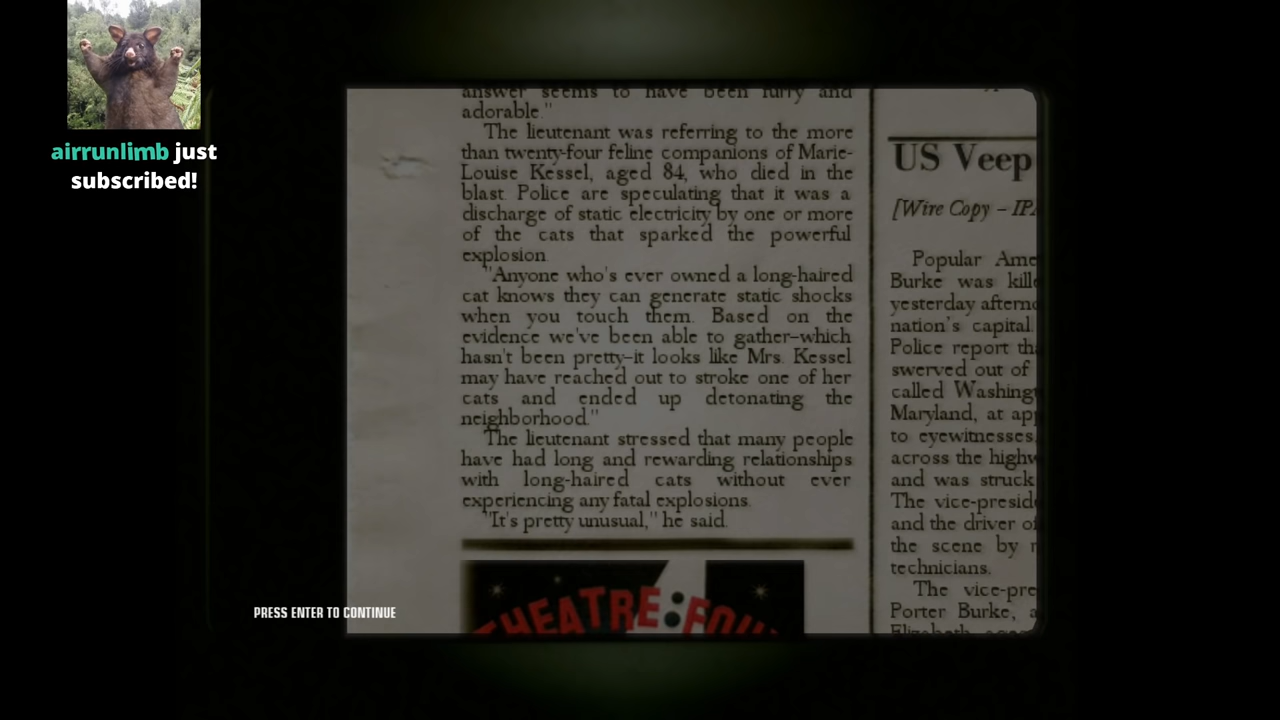 airrunlimb just
subscribed!
answer seems to have been furry and
adorable."
The lieutenant was referring to the more
than twenty-four feline companions of Marie-
Louise Kessel, aged 84, who died in the
blast. Police are speculating that it was a
discharge of static electricity by one or more
of the cats that sparked the powerful
explosion.
"Anyone who's ever owned a long-haired
cat knows they can generate static shocks
when you touch them. Based on the
evidence we've been able to gather–which
hasn't been pretty–it looks like Mrs. Kessel
may have reached out to stroke one of her
cats and ended up detonating the
neighborhood."
The lieutenant stressed that many people
have had long and rewarding relationships
with long-haired cats without ever
experiencing any fatal explosions.
"It's pretty unusual," he said.
THEATRE:FOU
US Veep
[Wire Copy – IP
Popular Ame
Burke was kill
yesterday afterno
nation's capital.
Police report th
swerved out of
called Washing
Maryland, at ap
to eyewitnesses,
across the high
and was struck
The vice-presid
and the driver of
the scene by
technicians.
The vice-pre
Porter Burke, a
Elizabeth,
PRESS ENTER TO CONTINUE